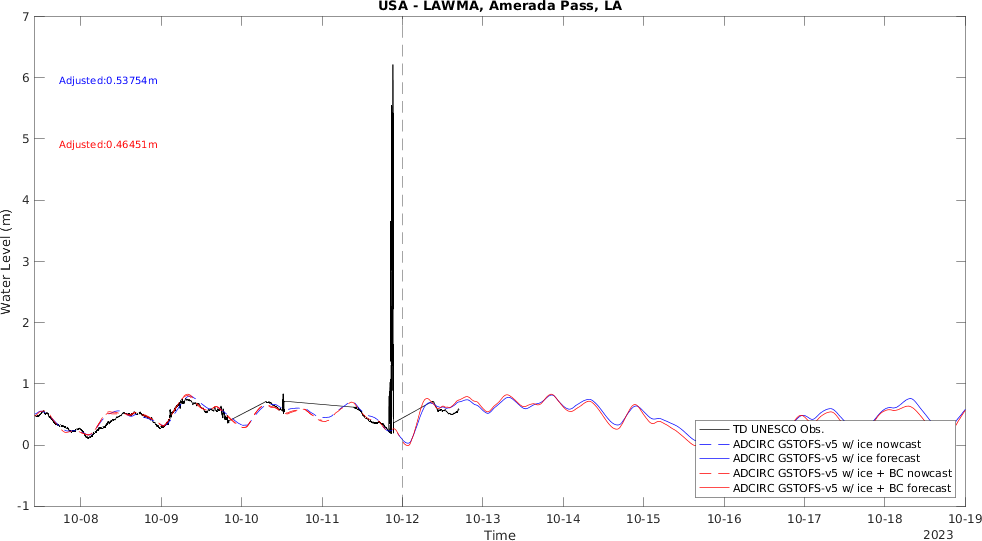 USA - LAWMA, Amerada Pass, LA
7
6
5
4
3
2
1
0
-1
Water Level (m)
Adjusted:0.53754m
Adjusted:0.46451m
TD UNESCO Obs.
ADCIRC GSTOFS-v5 w/ ice nowcast
ADCIRC GSTOFS-v5 w/ ice forecast
ADCIRC GSTOFS-v5 w/ ice + BC nowcast
ADCIRC GSTOFS-v5 w/ ice + BC forecast
10-08 10-09 10-10 10-11 10-12 10-13 10-14 10-15 10-16 10-17 10-18 10-19
Time
2023